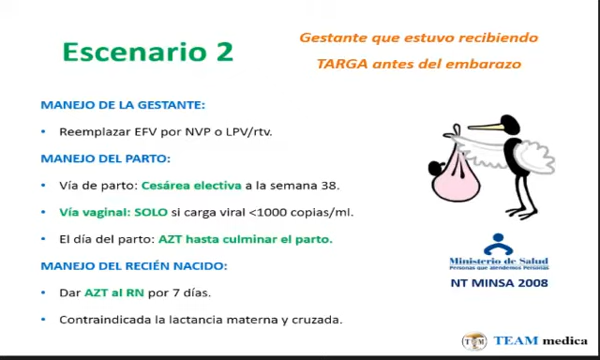 Escenario 2
Gestante que estuvo recibiendo
TARGA antes del embarazo
MANEJO DE LA GESTANTE:
• Reemplazar EFV por NVP o LPV/rtv.
MANEJO DEL PARTO:
• Vía de parto: Cesárea electiva a la semana 38.
• Vía vaginal: SOLO si carga viral <1000 copias/ml.
• El día del parto: AZT hasta culminar el parto.
MANEJO DEL RECIÉN NACIDO:
• Dar AZT al RN por 7 días.
• Contraindicada la lactancia materna y cruzada.
Ministerio de Salud
Personas que atendemos Personas
NT MINSA 2008
TM
TEAM medica